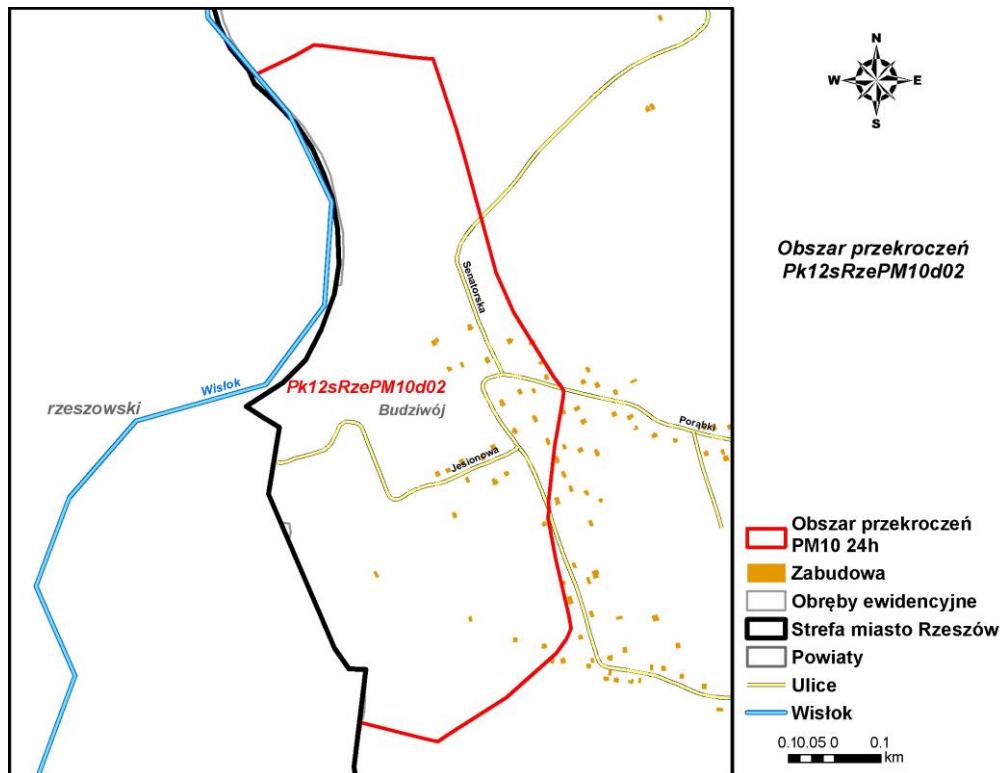 N
W E
S
Obszar przekroczeń
Pk12sRzePM10d02
Senatorska
Wisłok
Pk12sRzePM10d02
rzeszowski
Budziwój
Porąbki
Jesionowa
Obszar przekroczeń
PM10 24h
Zabudowa
Obręby ewidencyjne
Strefa miasto Rzeszów
Powiaty
Ulice
Wisłok
0.10.05 0 0.1
km